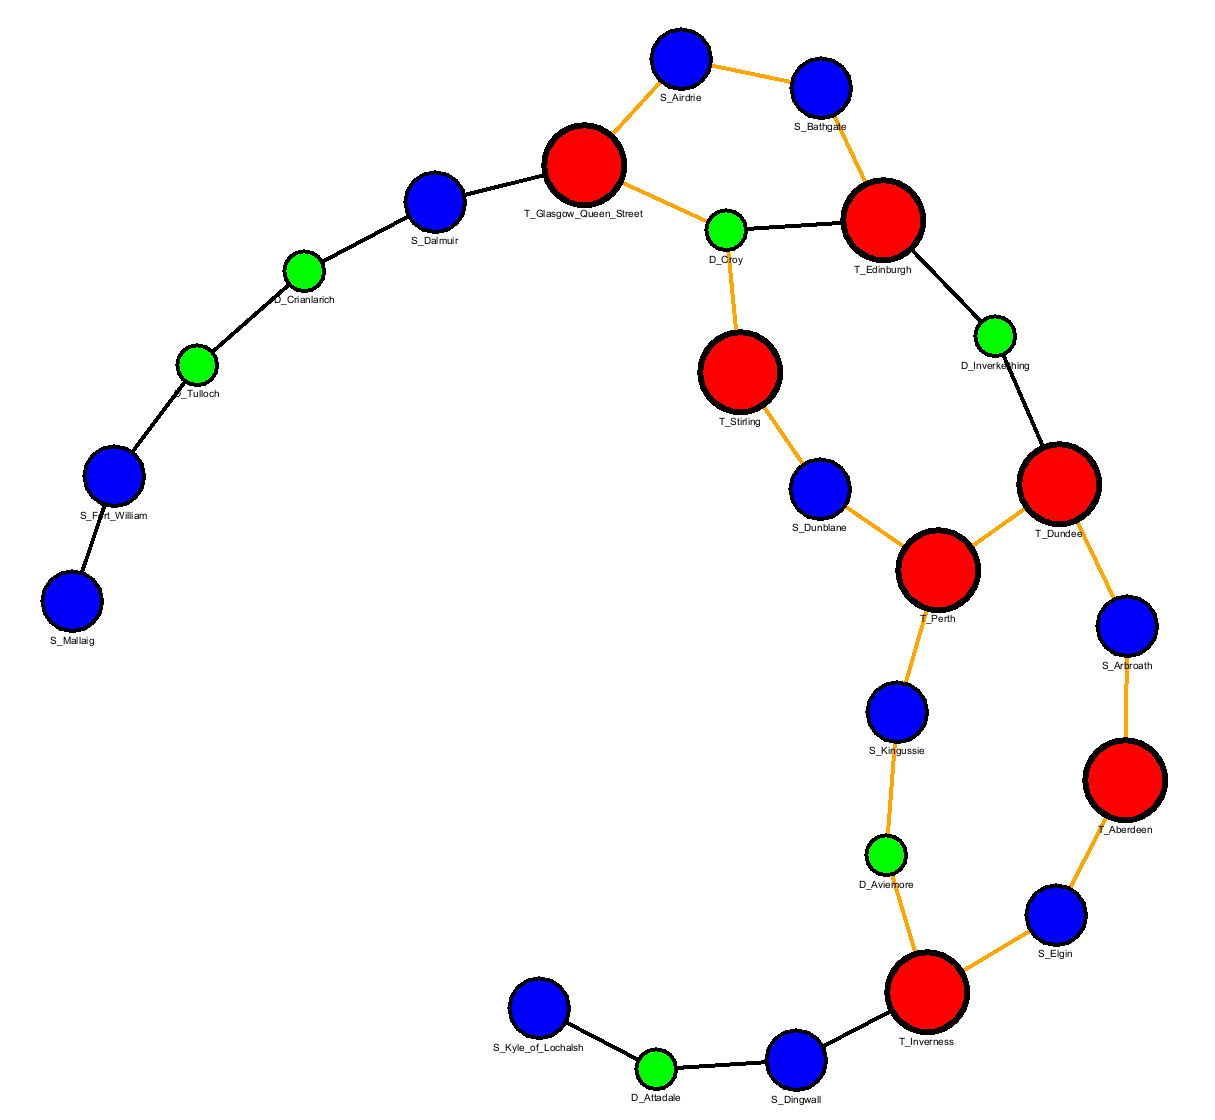 S_Airdrie
S_Bathgate
T_Glasgow_Queen_Street
S_Dalmuir
D_Croy
T_Edinburgh
D_Crianlarich
D_Inverkeithing
D_Tulloch
T_Stirling
S_Fort_William
S_Dunblane
T_Dundee
T_Perth
S_Mallaig
S_Arbroath
S_Kingussie
T_Aberdeen
D_Aviemore
S_Elgin
T_Inverness
S_Kyle_of_Lochalsh
D_Attadale
S_Dingwall